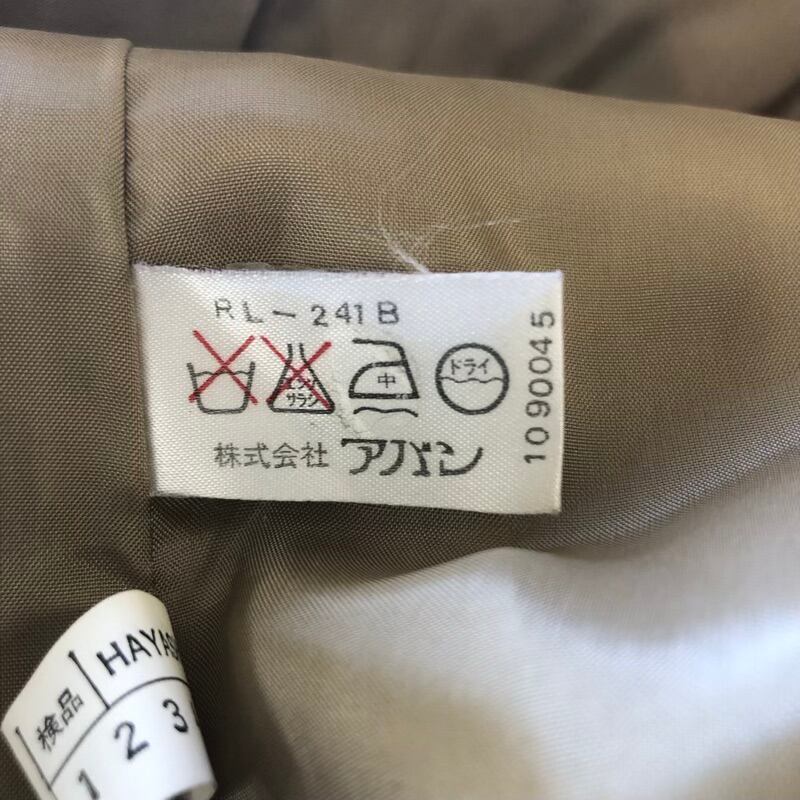 RL-241B
エンソ
サラシ
中
ドライ
株式会社 アバン
1090045
検品
HAYAS
1 2 3